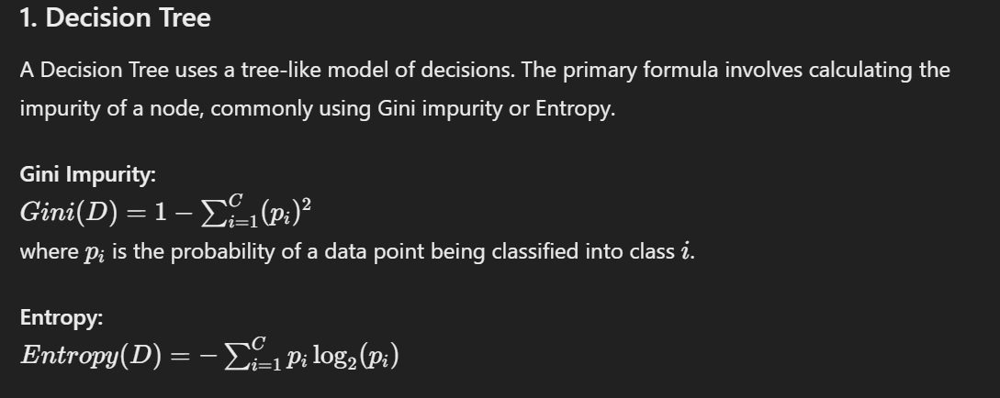 1. Decision Tree
A Decision Tree uses a tree-like model of decisions. The primary formula involves calculating the
impurity of a node, commonly using Gini impurity or Entropy.
Gini Impurity:
Gini(D) = 1 − ∑_{i=1}^{C} (p_i)^2
where p_i is the probability of a data point being classified into class i.
Entropy:
Entropy(D) = − ∑_{i=1}^{C} p_i log_2(p_i)